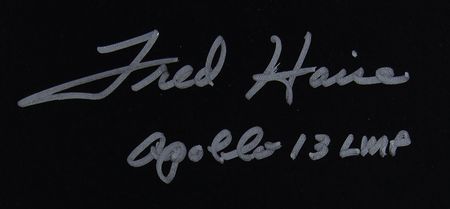 Fred Haise
Apollo 13 LMP